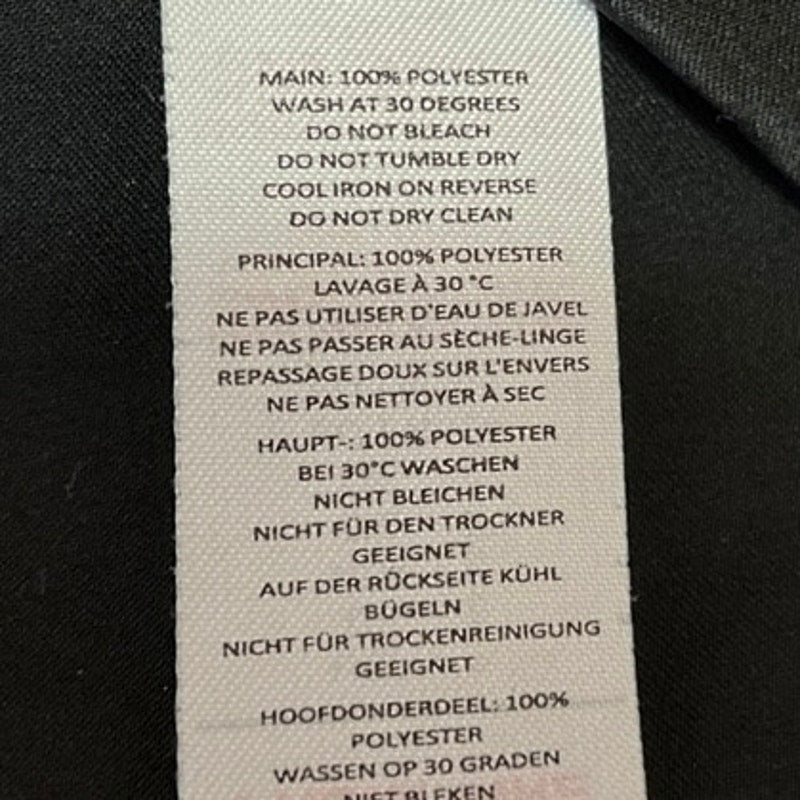 MAIN: 100% POLYESTER
WASH AT 30 DEGREES
DO NOT BLEACH
DO NOT TUMBLE DRY
COOL IRON ON REVERSE
DO NOT DRY CLEAN
PRINCIPAL: 100% POLYESTER
LAVAGE À 30 °C
NE PAS UTILISER D'EAU DE JAVEL
NE PAS PASSER AU SÈCHE-LINGE
REPASSAGE DOUX SUR L'ENVERS
NE PAS NETTOYER À SEC
HAUPT-: 100% POLYESTER
BEI 30°C WASCHEN
NICHT BLEICHEN
NICHT FÜR DEN TROCKNER
GEEIGNET
AUF DER RÜCKSEITE KÜHL
BÜGELN
NICHT FÜR TROCKENREINIGUNG
GEEIGNET
HOOFDONDERDEEL: 100%
POLYESTER
WASSEN OP 30 GRADEN
NIET BLEKEN